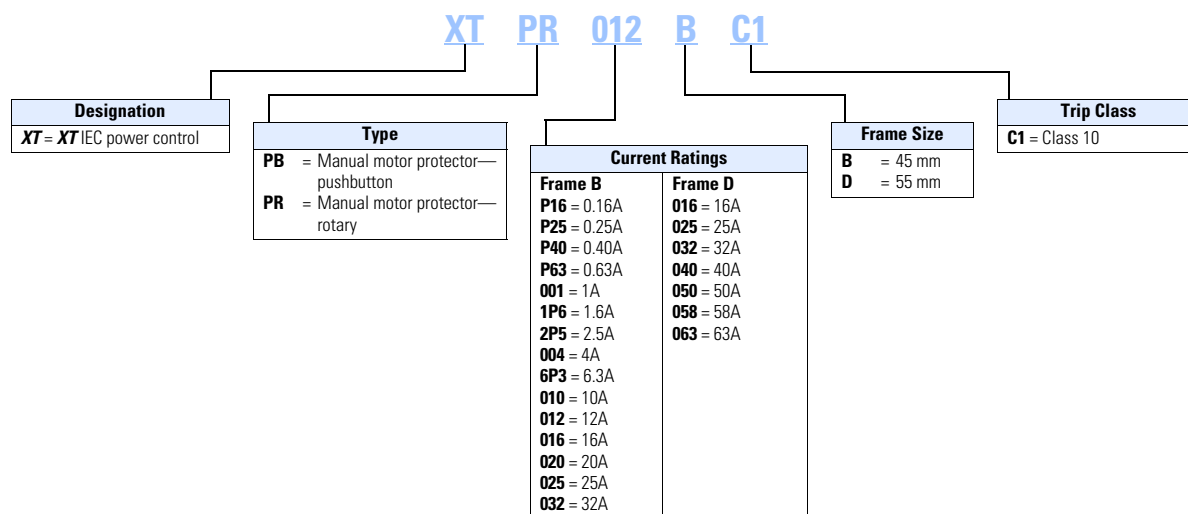 XT PR 012 B C1
Designation
XT = XT IEC power control
Type
PB = Manual motor protector—
pushbutton
PR = Manual motor protector—
rotary
Current Ratings
Frame B
P16 = 0.16A
P25 = 0.25A
P40 = 0.40A
P63 = 0.63A
001 = 1A
1P6 = 1.6A
2P5 = 2.5A
004 = 4A
6P3 = 6.3A
010 = 10A
012 = 12A
016 = 16A
020 = 20A
025 = 25A
032 = 32A
Frame D
016 = 16A
025 = 25A
032 = 32A
040 = 40A
050 = 50A
058 = 58A
063 = 63A
Frame Size
B = 45 mm
D = 55 mm
Trip Class
C1 = Class 10